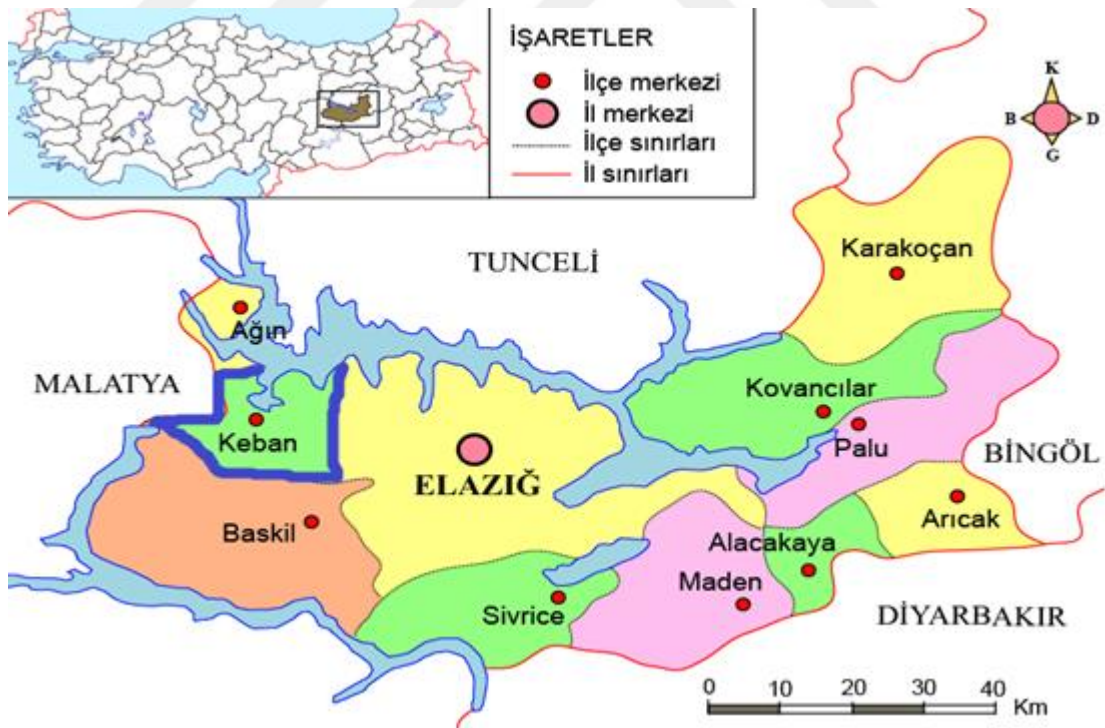 İŞARETLER
İlçe merkezi
İl merkezi
İlçe sınırları
İl sınırları
K
B
D
G
Karakoçan
TUNCELİ
Ağın
MALATYA
Kovancılar
Keban
Palu
BİNGÖL
ELAZIĞ
Arıcak
Baskil
Alacakaya
Maden
Sivrice
DİYARBAKIR
0 10 20 30 40 Km